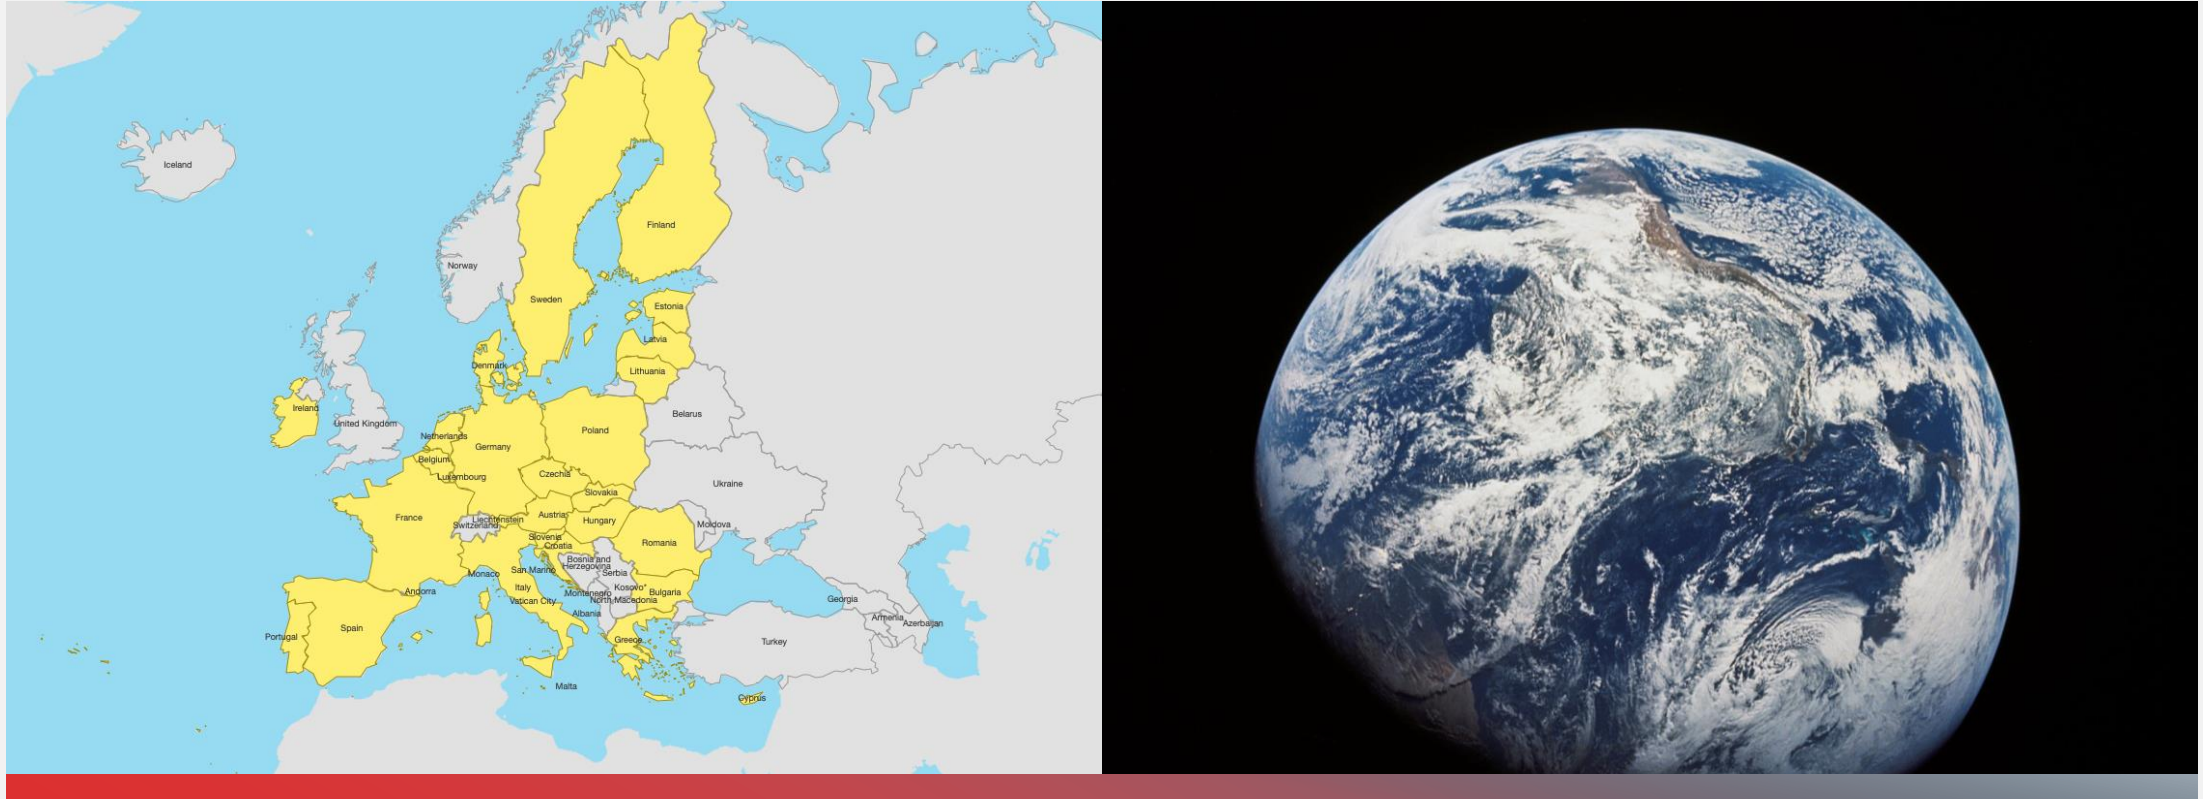 Iceland
Finland
Norway
Sweden
Estonia
Latvia
Denmark
Lithuania
Ireland
Belarus
United Kingdom
Poland
Netherlands
Germany
Belgium
Czechia
Luxembourg
Ukraine
Slovakia
Austria
France
Liechtenstein
Hungary
Switzerland
Moldova
Slovenia
Romania
Croatia
Bosnia and
Herzegovina
San Marino
Monaco
Serbia
Italy
Kosovo*
Andorra
Montenegro
Bulgaria
Vatican City
North Macedonia
Georgia
Albania
Armenia
Azerbaijan
Spain
Portugal
Greece
Turkey
Malta
Cyprus